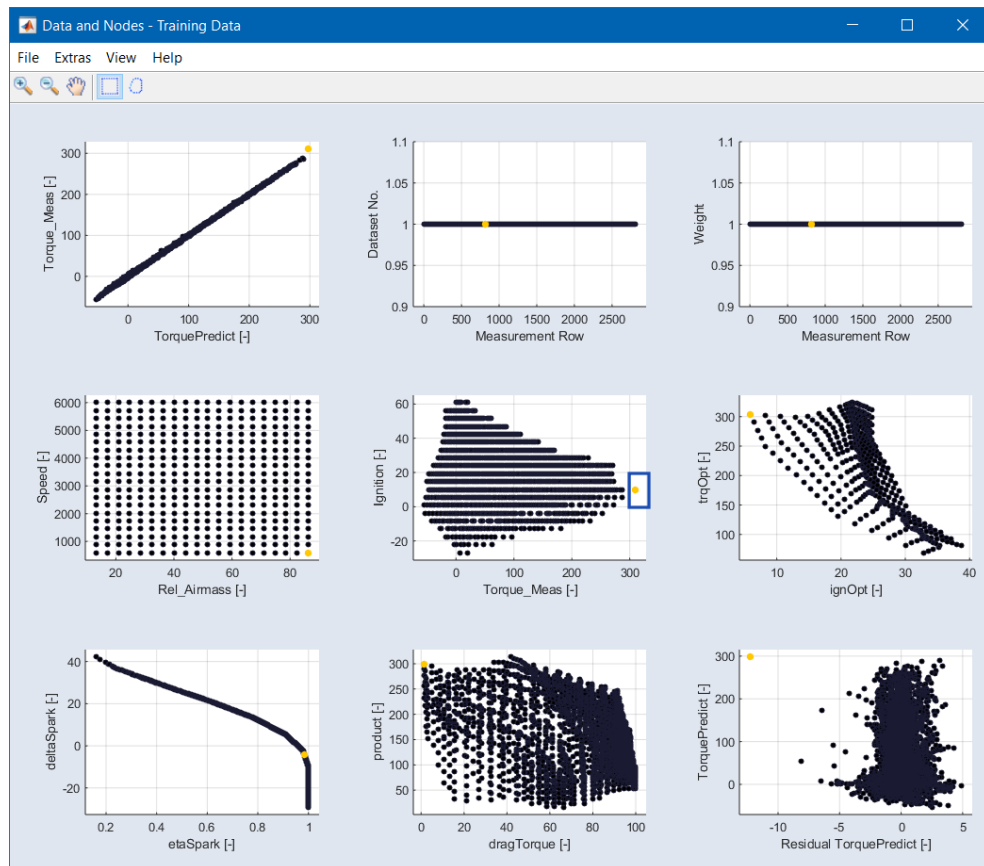 Data and Nodes - Training Data
File Extras View Help
Torque_Meas [-]
300
200
100
0
0 100 200 300
TorquePredict [-]
Dataset No.
1.1
1.05
1
0.95
0.9
0 500 1000 1500 2000 2500
Measurement Row
Weight
1.1
1.05
1
0.95
0.9
0 500 1000 1500 2000 2500
Measurement Row
Speed [-]
6000
5000
4000
3000
2000
1000
20 40 60 80
Rel_Airmass [-]
Ignition [-]
60
40
20
0
-20
0 100 200 300
Torque_Meas [-]
trqOpt [-]
300
250
200
150
100
10 20 30 40
ignOpt [-]
deltaSpark [-]
40
20
0
-20
0.2 0.4 0.6 0.8 1
etaSpark [-]
product [-]
300
250
200
150
100
50
0 20 40 60 80 100
dragTorque [-]
TorquePredict [-]
300
200
100
0
-10 -5 0 5
Residual TorquePredict [-]